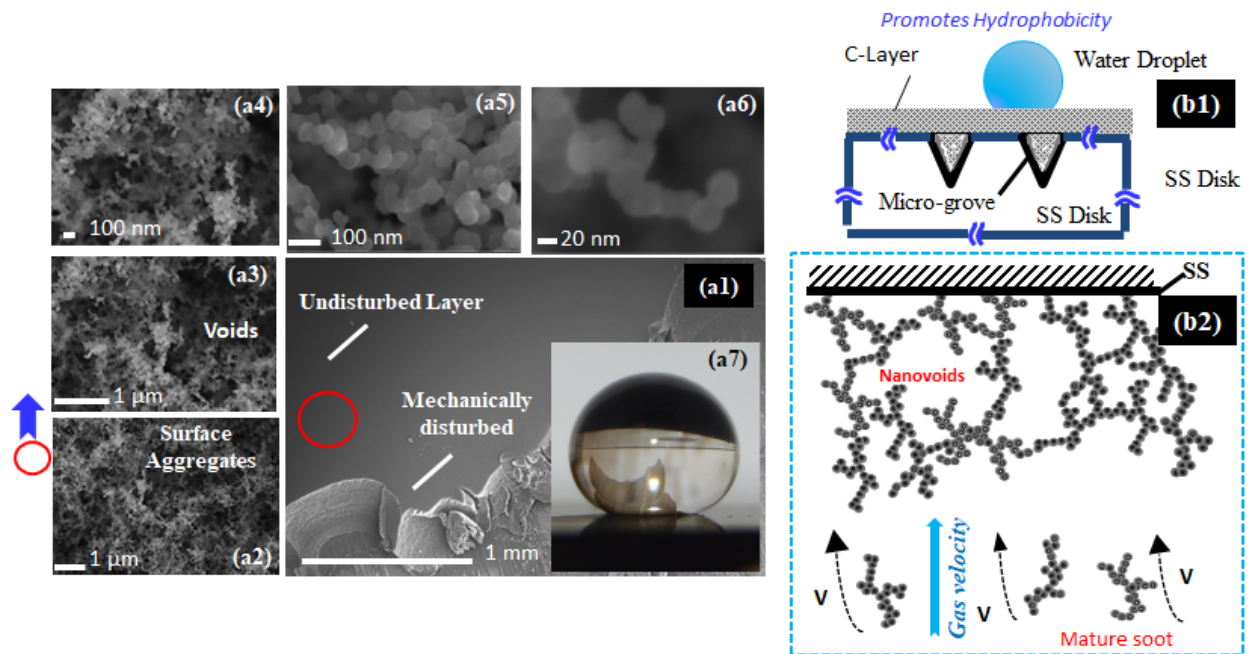 (a4)
100 nm
(a5)
100 nm
(a6)
20 nm
(a3)
Voids
1 µm
Surface
Aggregates
1 µm
(a2)
(a1)
Undisturbed Layer
Mechanically
disturbed
1 mm
(a7)
Promotes Hydrophobicity
C-Layer
Water Droplet
(b1)
SS Disk
Micro-grove
SS Disk
SS
(b2)
Nanovoids
V
Gas velocity
V
V
Mature soot